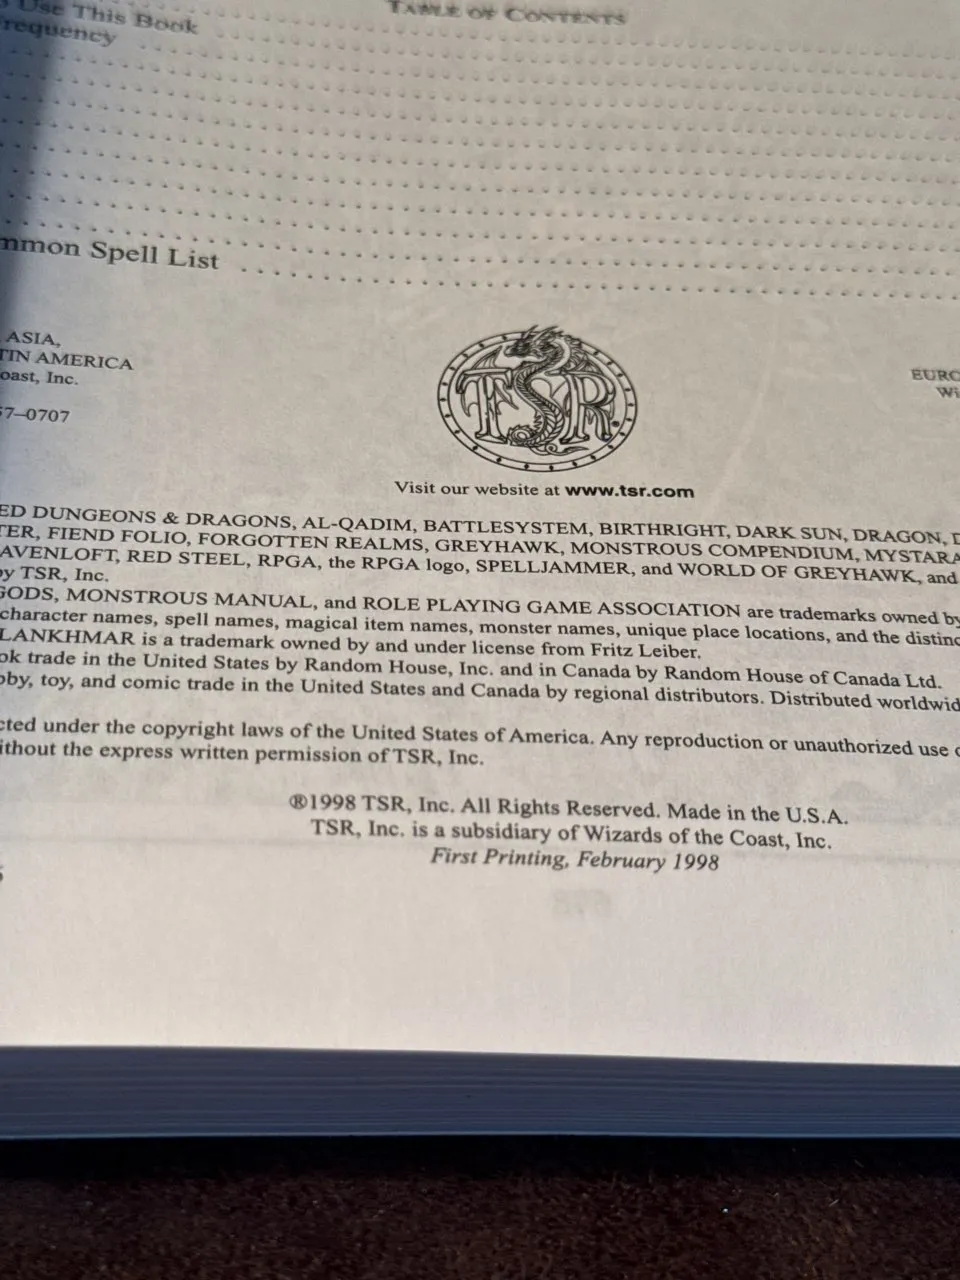 Use This Book
TABLE OF CONTENTS
requency
mmon Spell List
ASIA,
TIN AMERICA
oast, Inc.
57–0707
TSR
EURO
Wi
Visit our website at www.tsr.com
ED DUNGEONS & DRAGONS, AL-QADIM, BATTLESYSTEM, BIRTHRIGHT, DARK SUN, DRAGON, D
TER, FIEND FOLIO, FORGOTTEN REALMS, GREYHAWK, MONSTROUS COMPENDIUM, MYSTARA
AVENLOFT, RED STEEL, RPGA, the RPGA logo, SPELLJAMMER, and WORLD OF GREYHAWK, and
by TSR, Inc.
GODS, MONSTROUS MANUAL, and ROLE PLAYING GAME ASSOCIATION are trademarks owned by
character names, spell names, magical item names, monster names, unique place locations, and the distinc
LANKHMAR is a trademark owned by and under license from Fritz Leiber.
ok trade in the United States by Random House, Inc. and in Canada by Random House of Canada Ltd.
bby, toy, and comic trade in the United States and Canada by regional distributors. Distributed worldwid
cted under the copyright laws of the United States of America. Any reproduction or unauthorized use o
ithout the express written permission of TSR, Inc.
®1998 TSR, Inc. All Rights Reserved. Made in the U.S.A.
TSR, Inc. is a subsidiary of Wizards of the Coast, Inc.
First Printing, February 1998